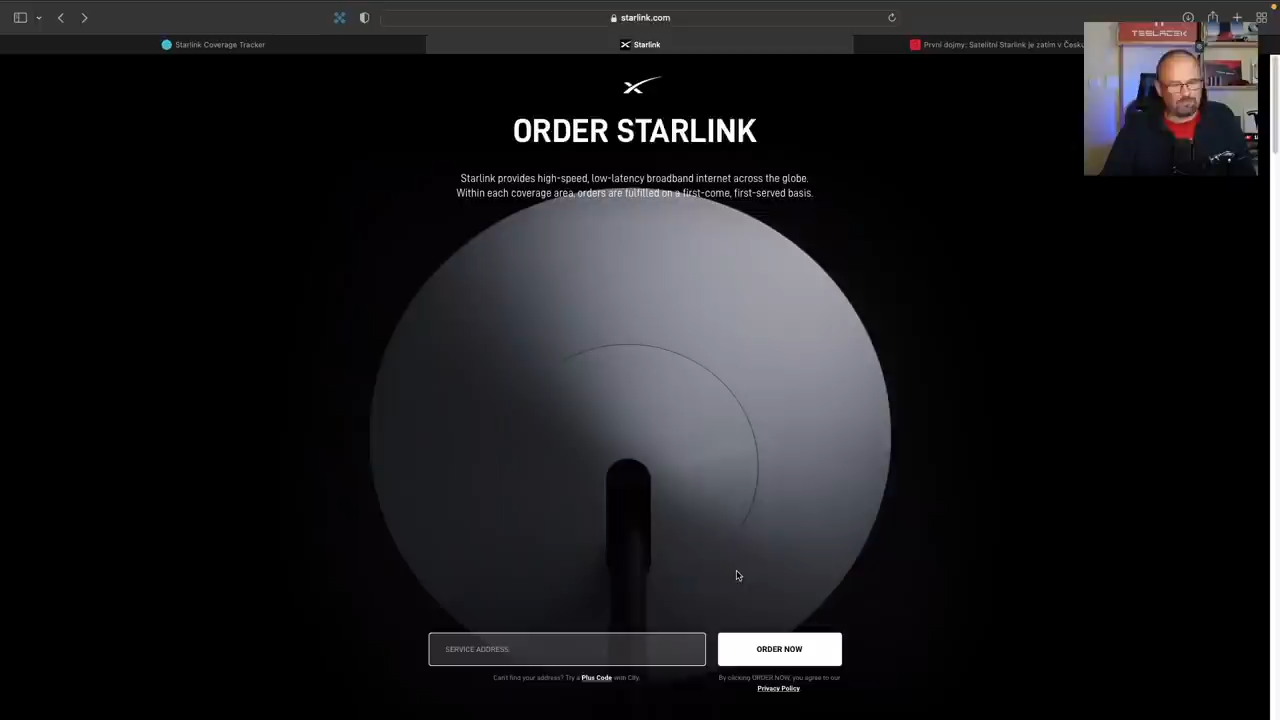 starlink.com
Starlink Coverage Tracker
Starlink
První dojmy: Satelitní Starlink je zatím v Česku
TESLÁCEK
ORDER STARLINK
Starlink provides high-speed, low-latency broadband internet across the globe.
Within each coverage area, orders are fulfilled on a first-come, first-served basis.
SERVICE ADDRESS
ORDER NOW
Can't find your address? Try a Plus Code with City.
By clicking ORDER NOW, you agree to our
Privacy Policy